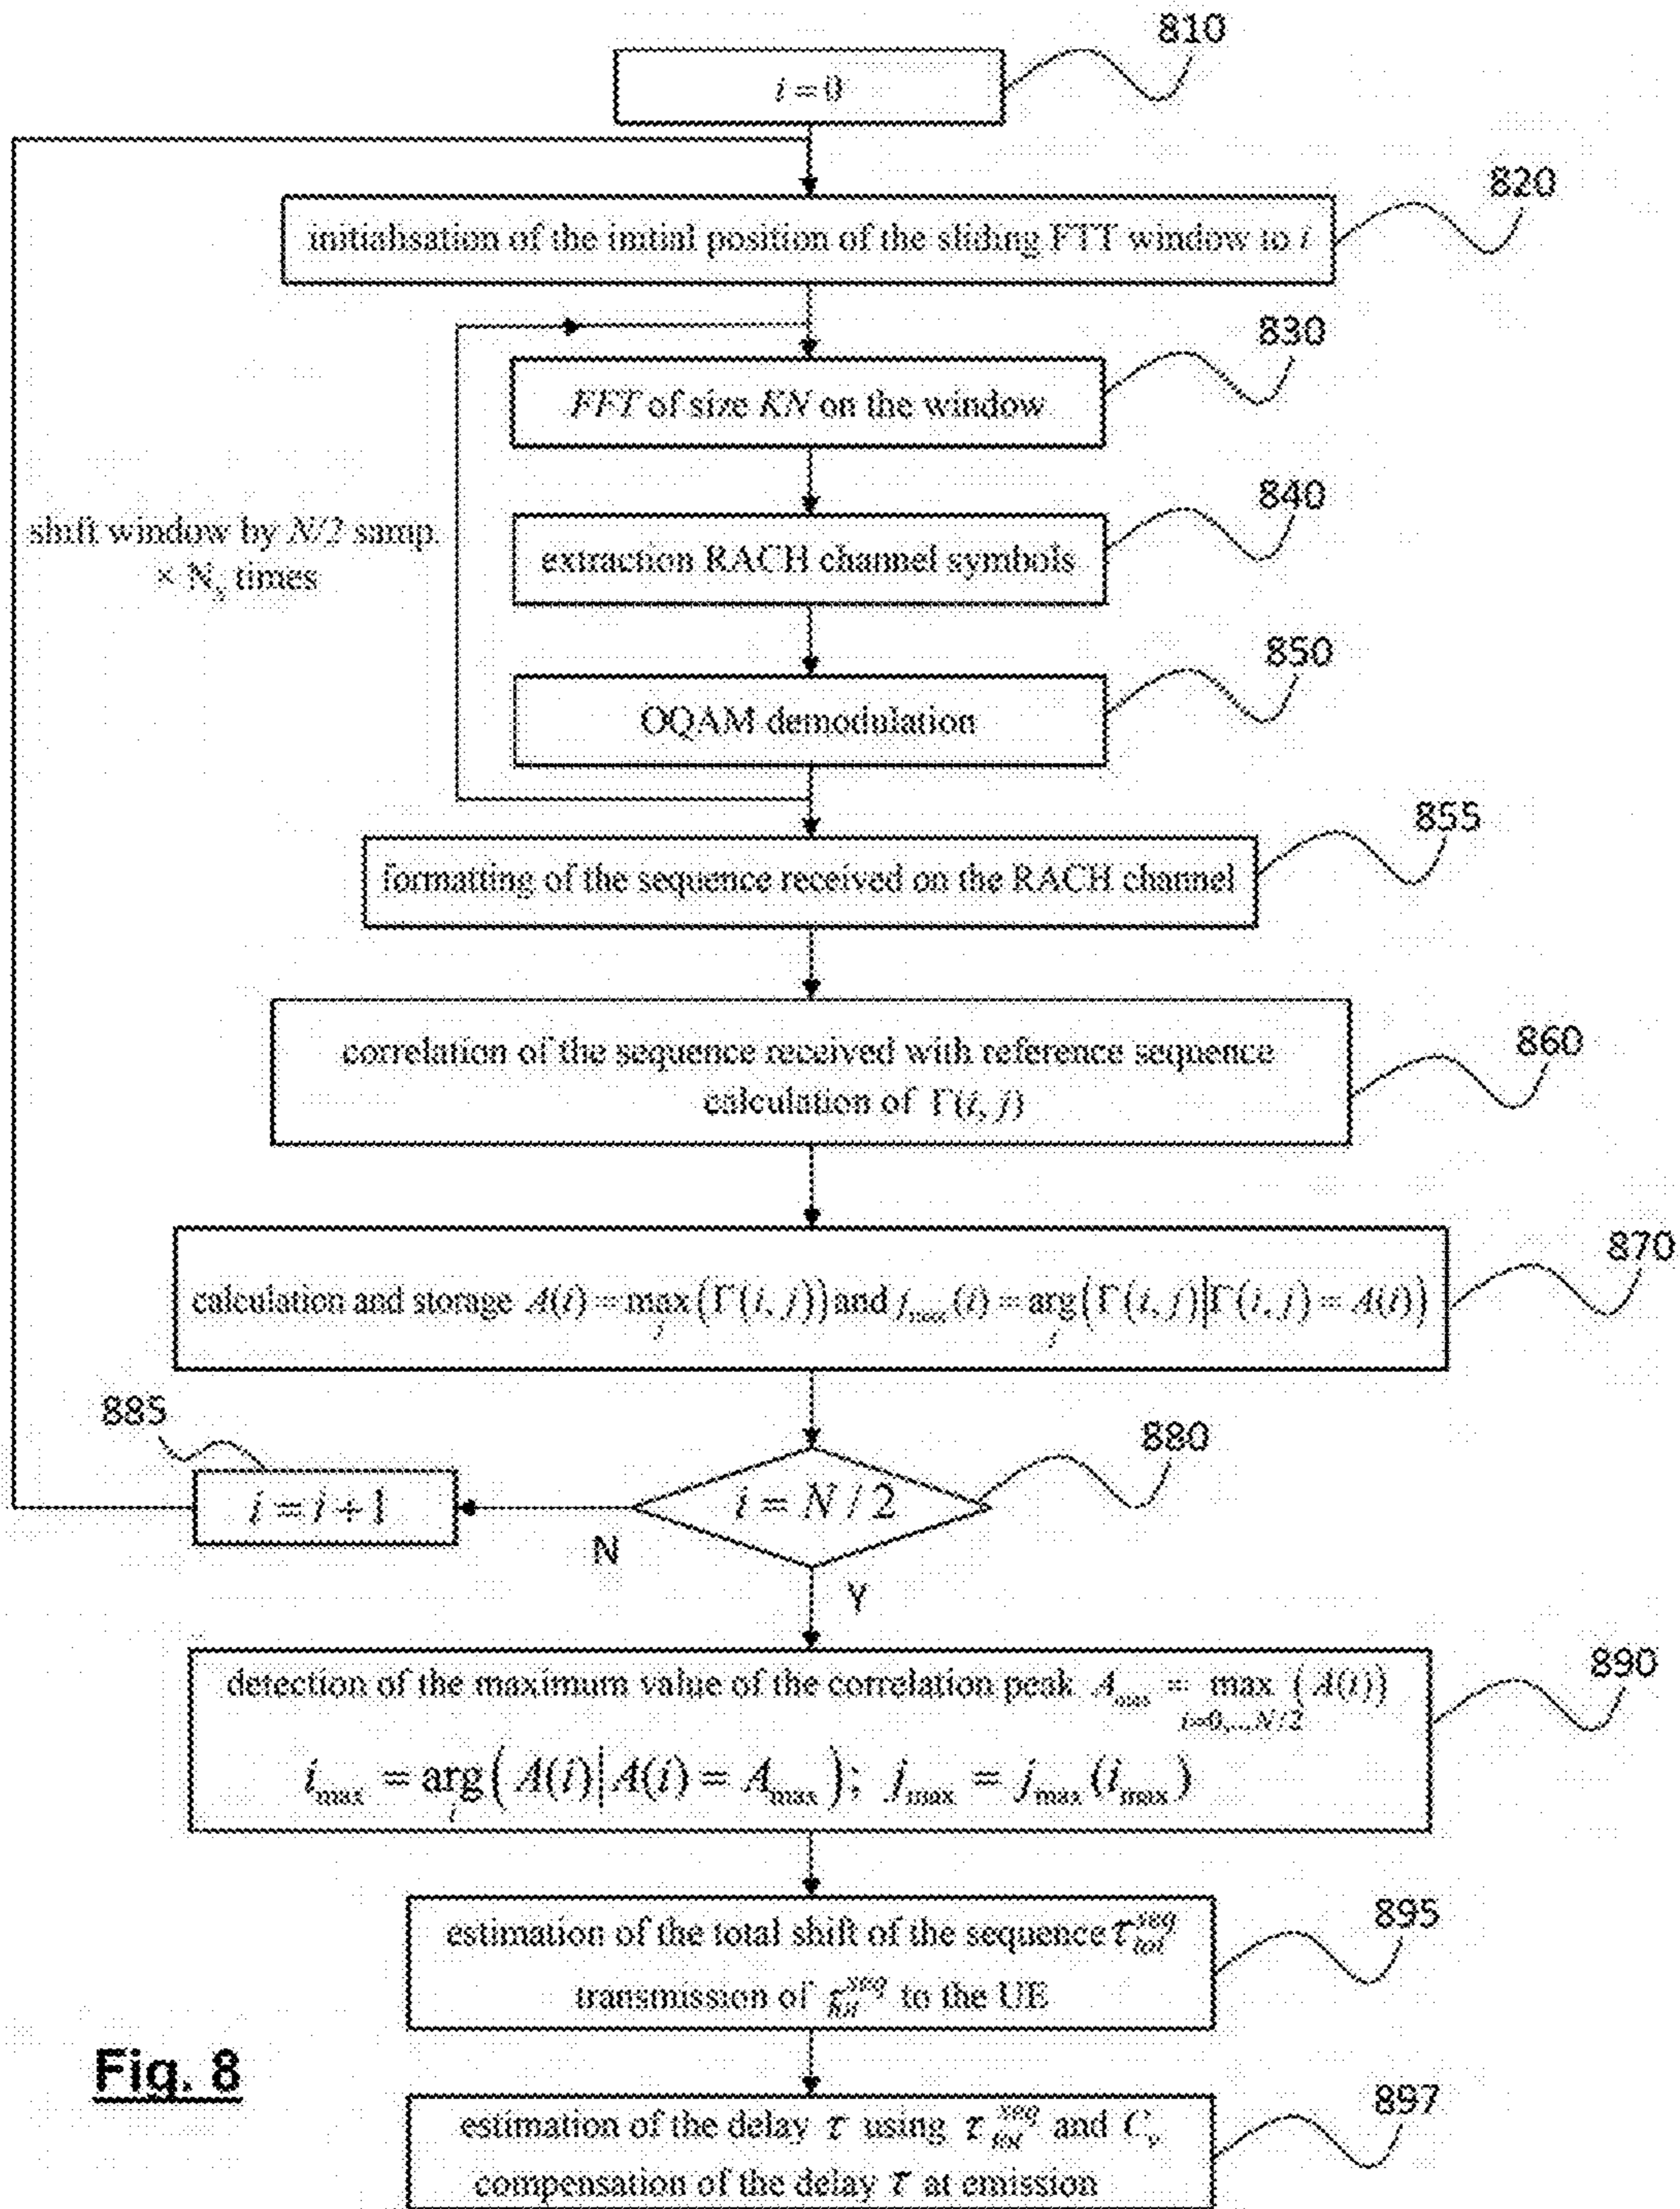 810
i = 0
820
initialisation of the initial position of the sliding FTT window to i
830
FFT of size KN on the window
840
shift window by N/2 samp.
× Ns times
extraction RACH channel symbols
850
OQAM demodulation
855
formatting of the sequence received on the RACH channel
860
correlation of the sequence received with reference sequence
calculation of Γ(i, j)
870
calculation and storage A(i) = max_j (Γ(i, j)) and j_max(i) = arg_j (Γ(i, j)|Γ(i, j) = A(i))
885
880
i = i + 1
i = N / 2
N
Y
890
detection of the maximum value of the correlation peak A_max = max_{i=0,...N/2} (A(i))
i_max = arg_i (A(i)|A(i) = A_max); j_max = j_max(i_max)
895
estimation of the total shift of the sequence τ_tot^seq
transmission of τ_tot^seq to the UE
Fig. 8
897
estimation of the delay τ using τ_tot^seq and C_v
compensation of the delay τ at emission